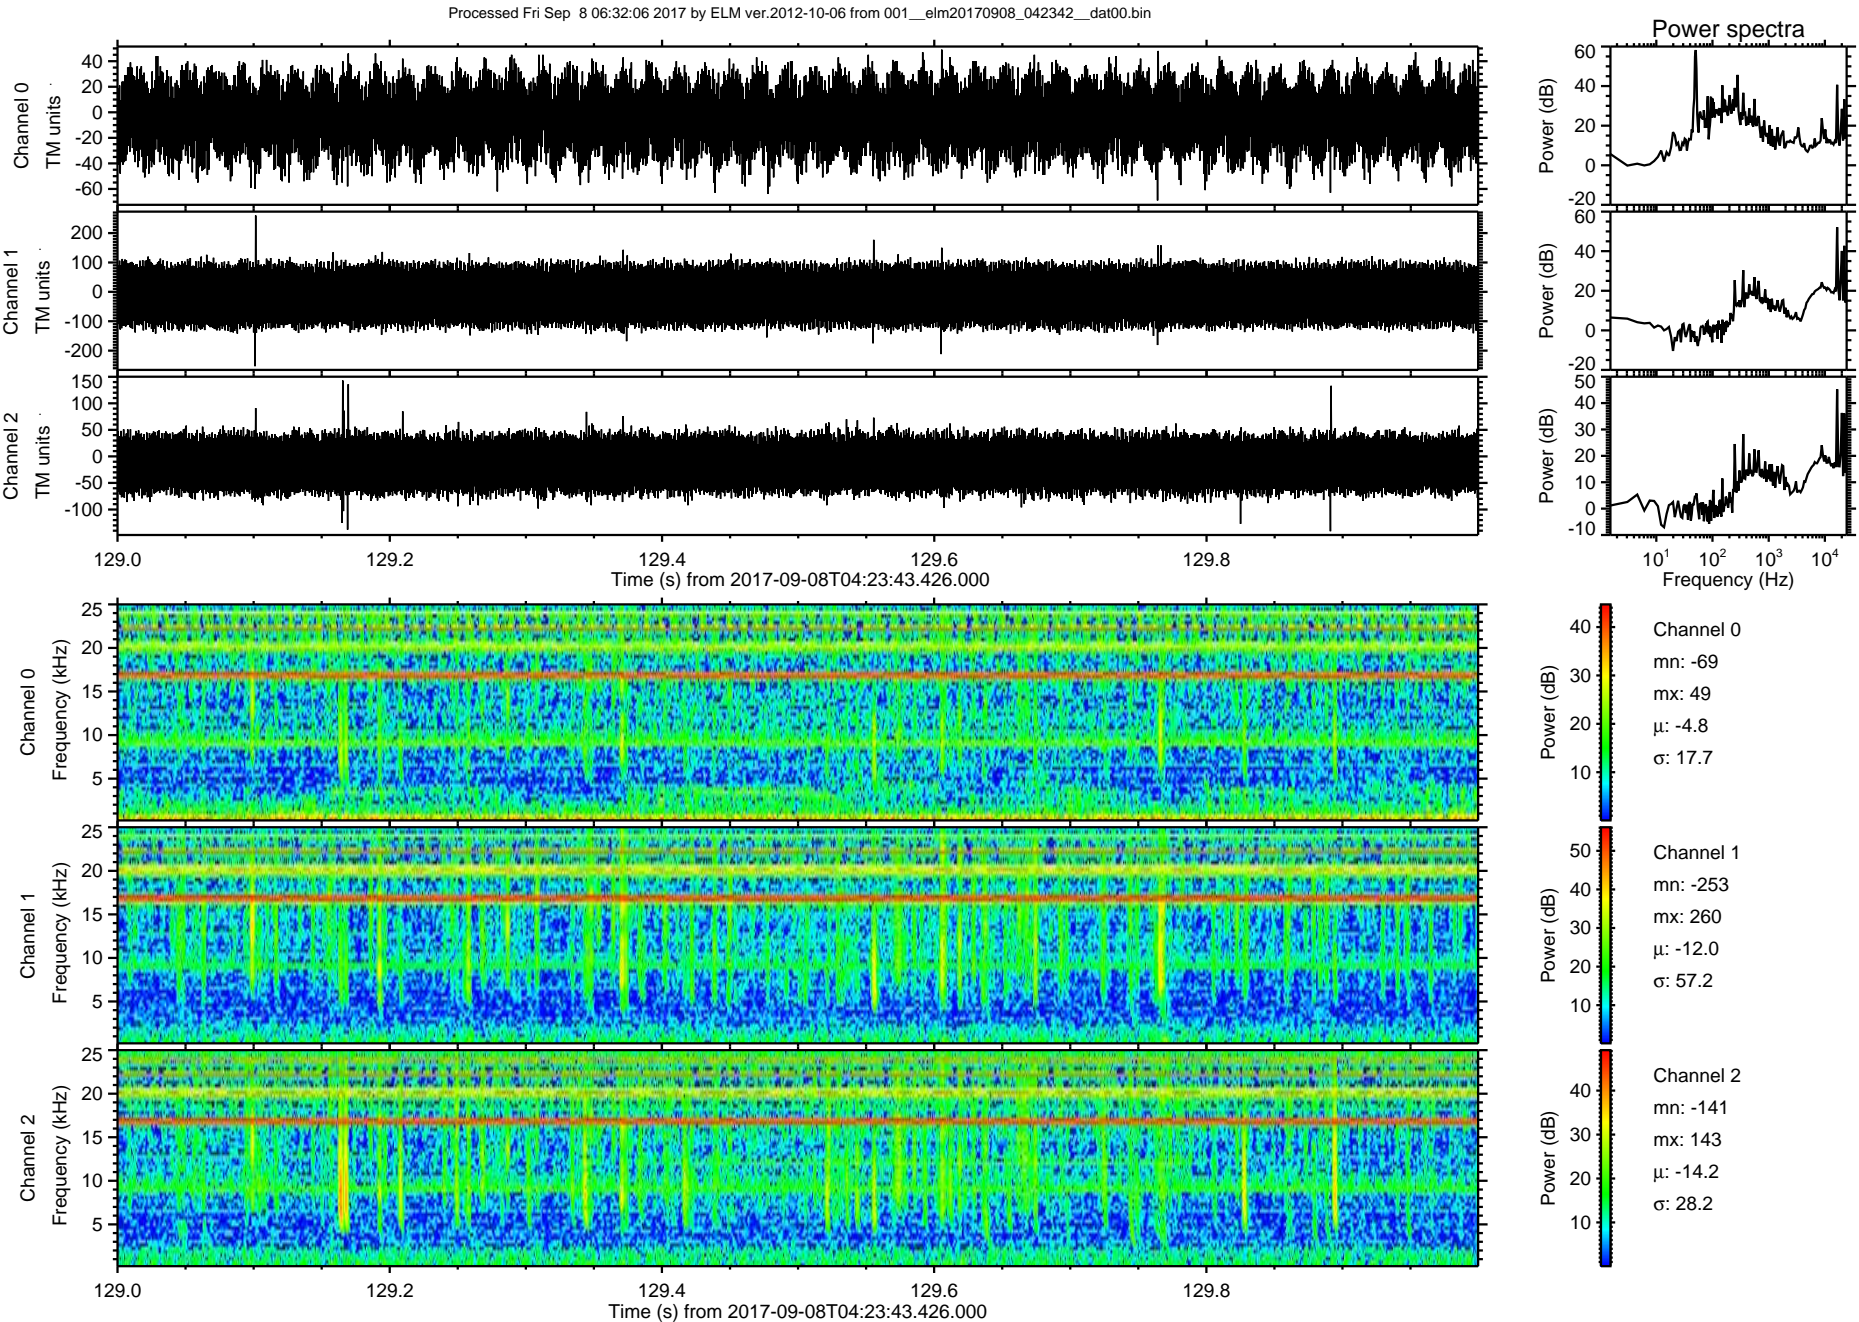 Processed Fri Sep  8 06:32:06 2017 by ELM ver.2012-10-06 from 001__elm20170908_042342__dat00.bin
Power spectra
Channel 0
TM units
40
20
0
-20
-40
-60
Power (dB)
60
40
20
0
-20
Channel 1
TM units
200
100
0
-100
-200
Power (dB)
60
40
20
0
-20
Channel 2
TM units
150
100
50
0
-50
-100
Power (dB)
50
40
30
20
10
0
-10
129.0 129.2 129.4 129.6 129.8
Time (s) from 2017-09-08T04:23:43.426.000
10^1 10^2 10^3 10^4
Frequency (Hz)
Channel 0
Frequency (kHz)
25
20
15
10
5
Power (dB)
40
30
20
10
Channel 0
mn: -69
mx: 49
μ: -4.8
σ: 17.7
Channel 1
Frequency (kHz)
25
20
15
10
5
Power (dB)
50
40
30
20
10
Channel 1
mn: -253
mx: 260
μ: -12.0
σ: 57.2
Channel 2
Frequency (kHz)
25
20
15
10
5
Power (dB)
40
30
20
10
Channel 2
mn: -141
mx: 143
μ: -14.2
σ: 28.2
129.0 129.2 129.4 129.6 129.8
Time (s) from 2017-09-08T04:23:43.426.000